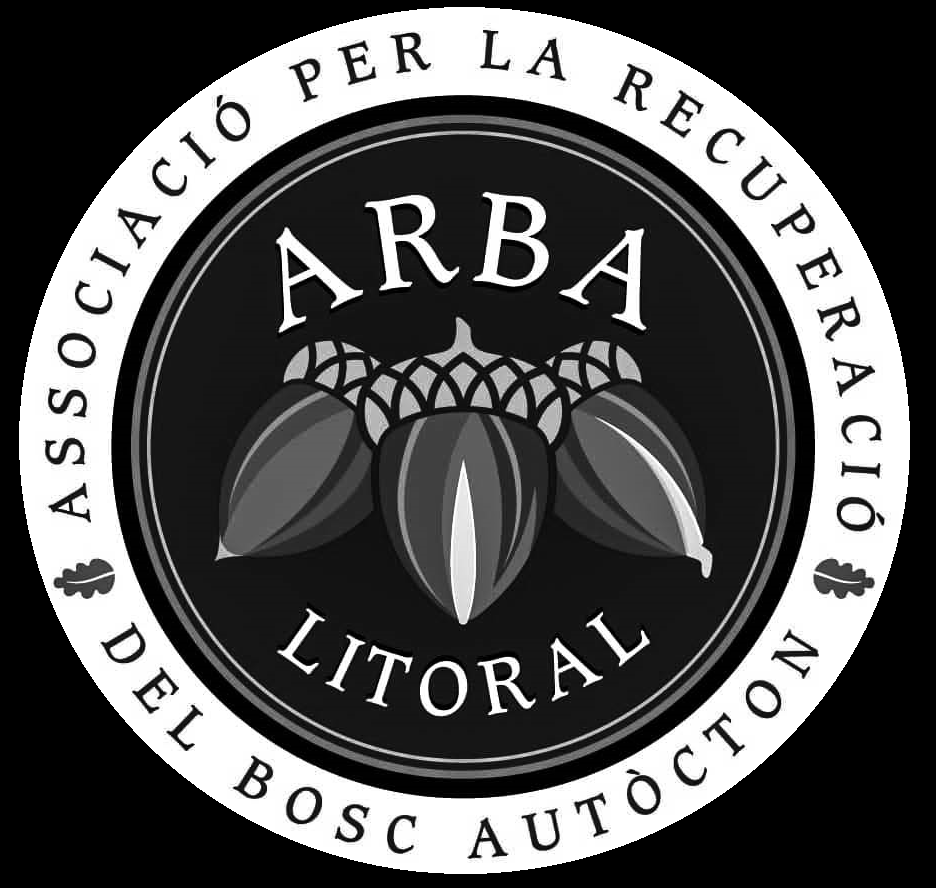 ASSOCIACIÓ PER LA RECUPERACIÓ
DEL BOSC AUTÒCTON
ARBA
LITORAL